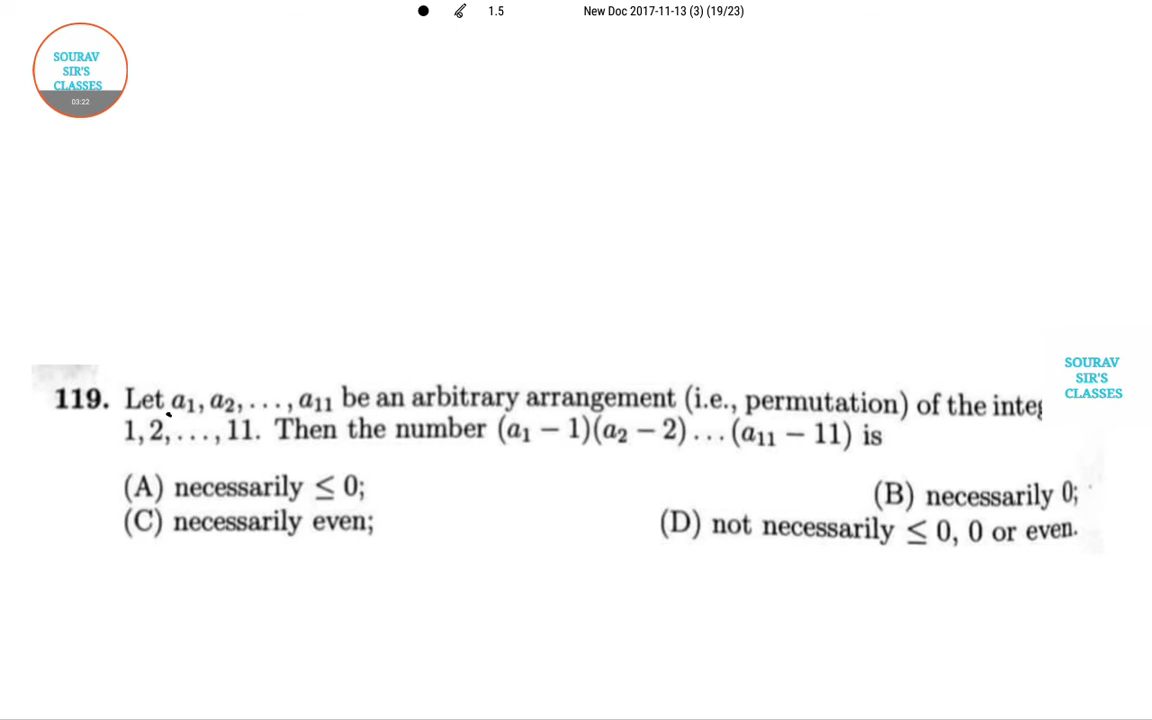 1.5 New Doc 2017-11-13 (3) (19/23)
SOURAV
SIR'S
CLASSES
03:22
SOURAV
SIR'S
CLASSES
119. Let a₁, a₂, . . . , a₁₁ be an arbitrary arrangement (i.e., permutation) of the
1, 2, . . . , 11. Then the number (a₁ − 1)(a₂ − 2) . . . (a₁₁ − 11) is
(A) necessarily ≤ 0; (B) necessarily 0;
(C) necessarily even; (D) not necessarily ≤ 0, 0 or even.